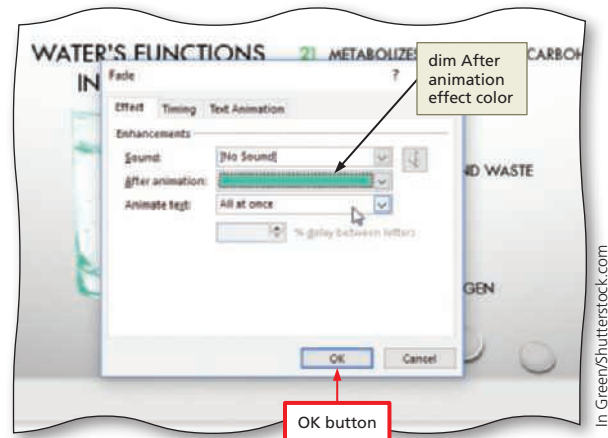 WATER'S FUNCTIONS
IN
21 METABOLIZES CARBOH
dim After
animation
effect color
Fade
?
Effect Timing Text Animation
Enhancements
Sound: [No Sound]
After animation:
Animate text: All at once
% delay between letters
ND WASTE
GEN
OK Cancel
OK button
In Green/Shutterstock.com